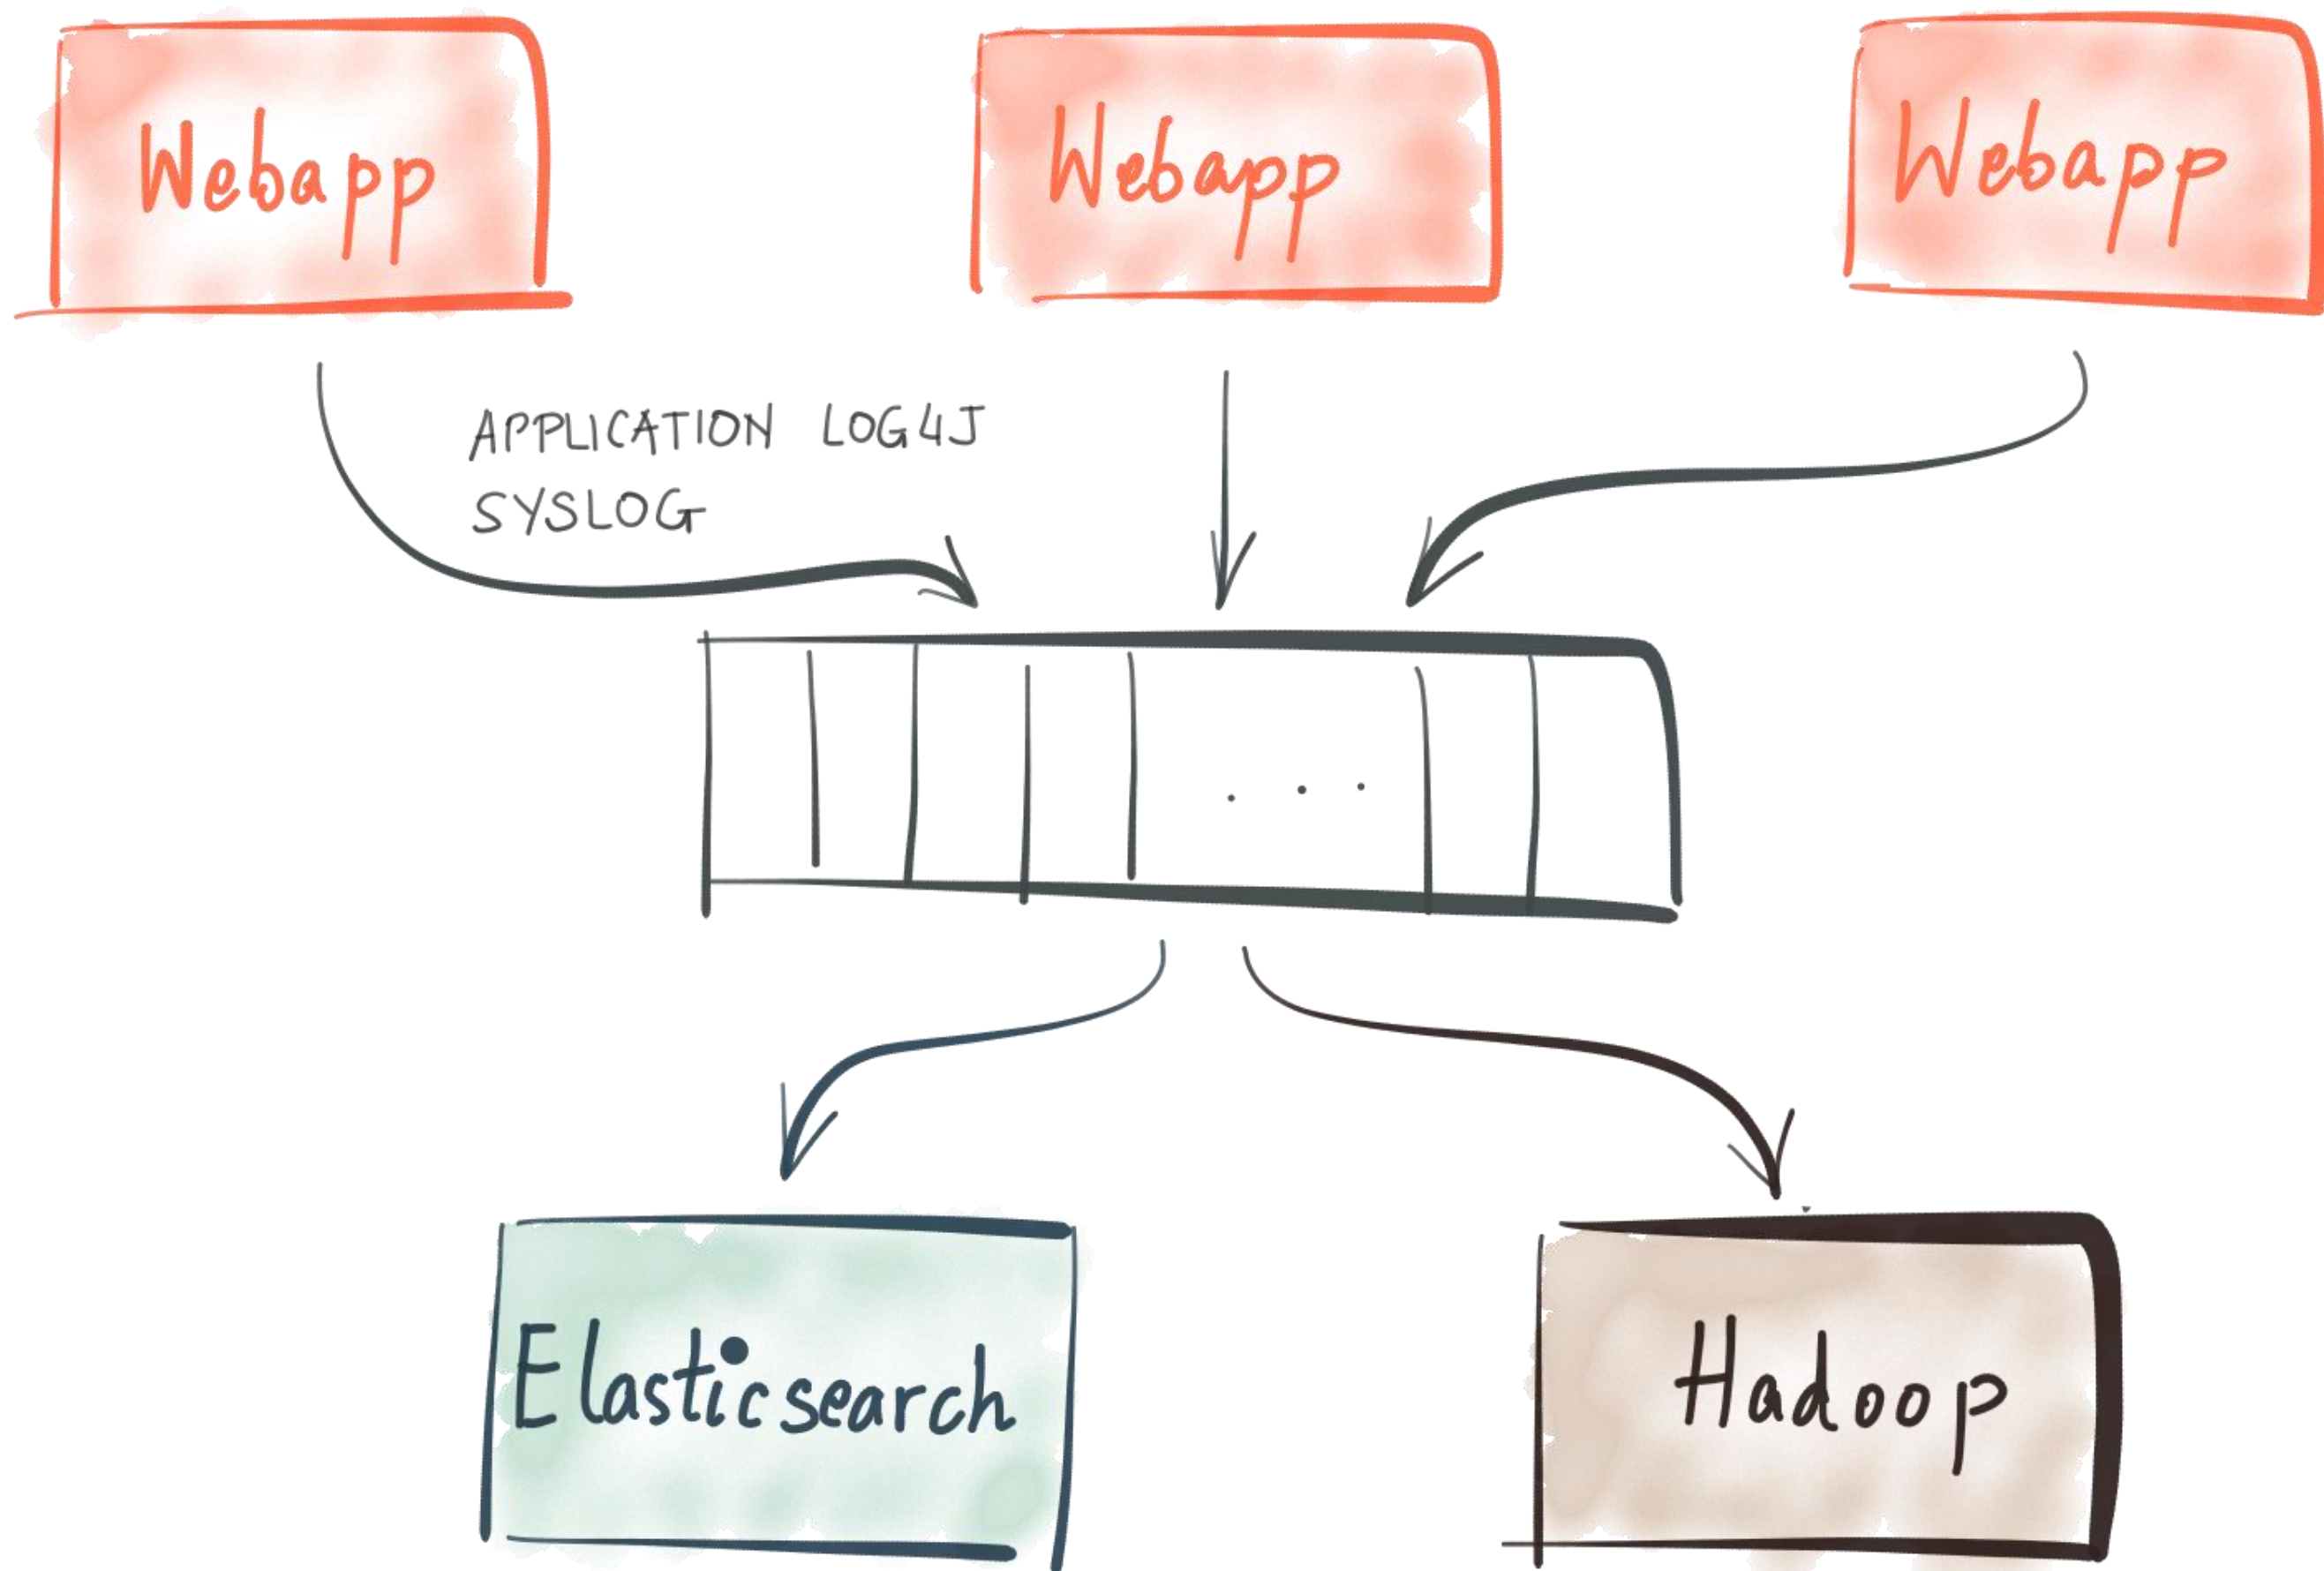 Webapp
Webapp
Webapp
APPLICATION LOG4J
SYSLOG
. . .
Elasticsearch
Hadoop